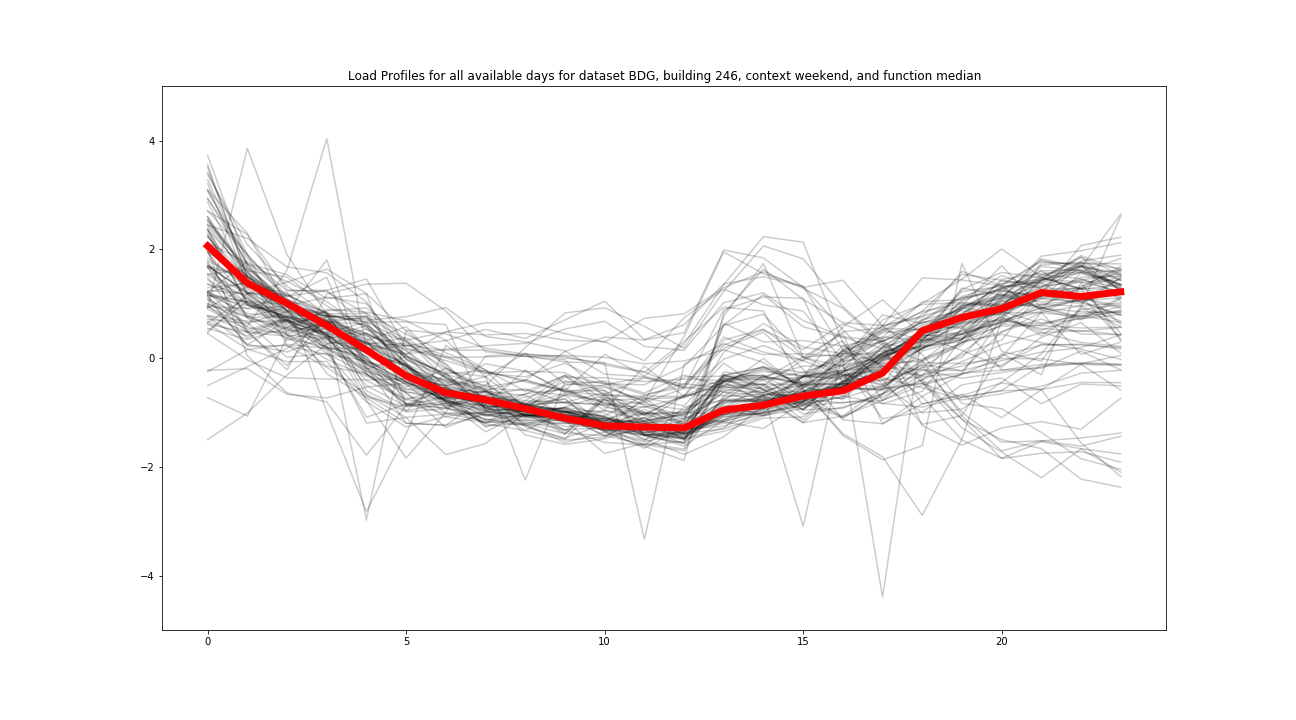 Load Profiles for all available days for dataset BDG, building 246, context weekend, and function median
4
2
0
−2
−4
0 5 10 15 20